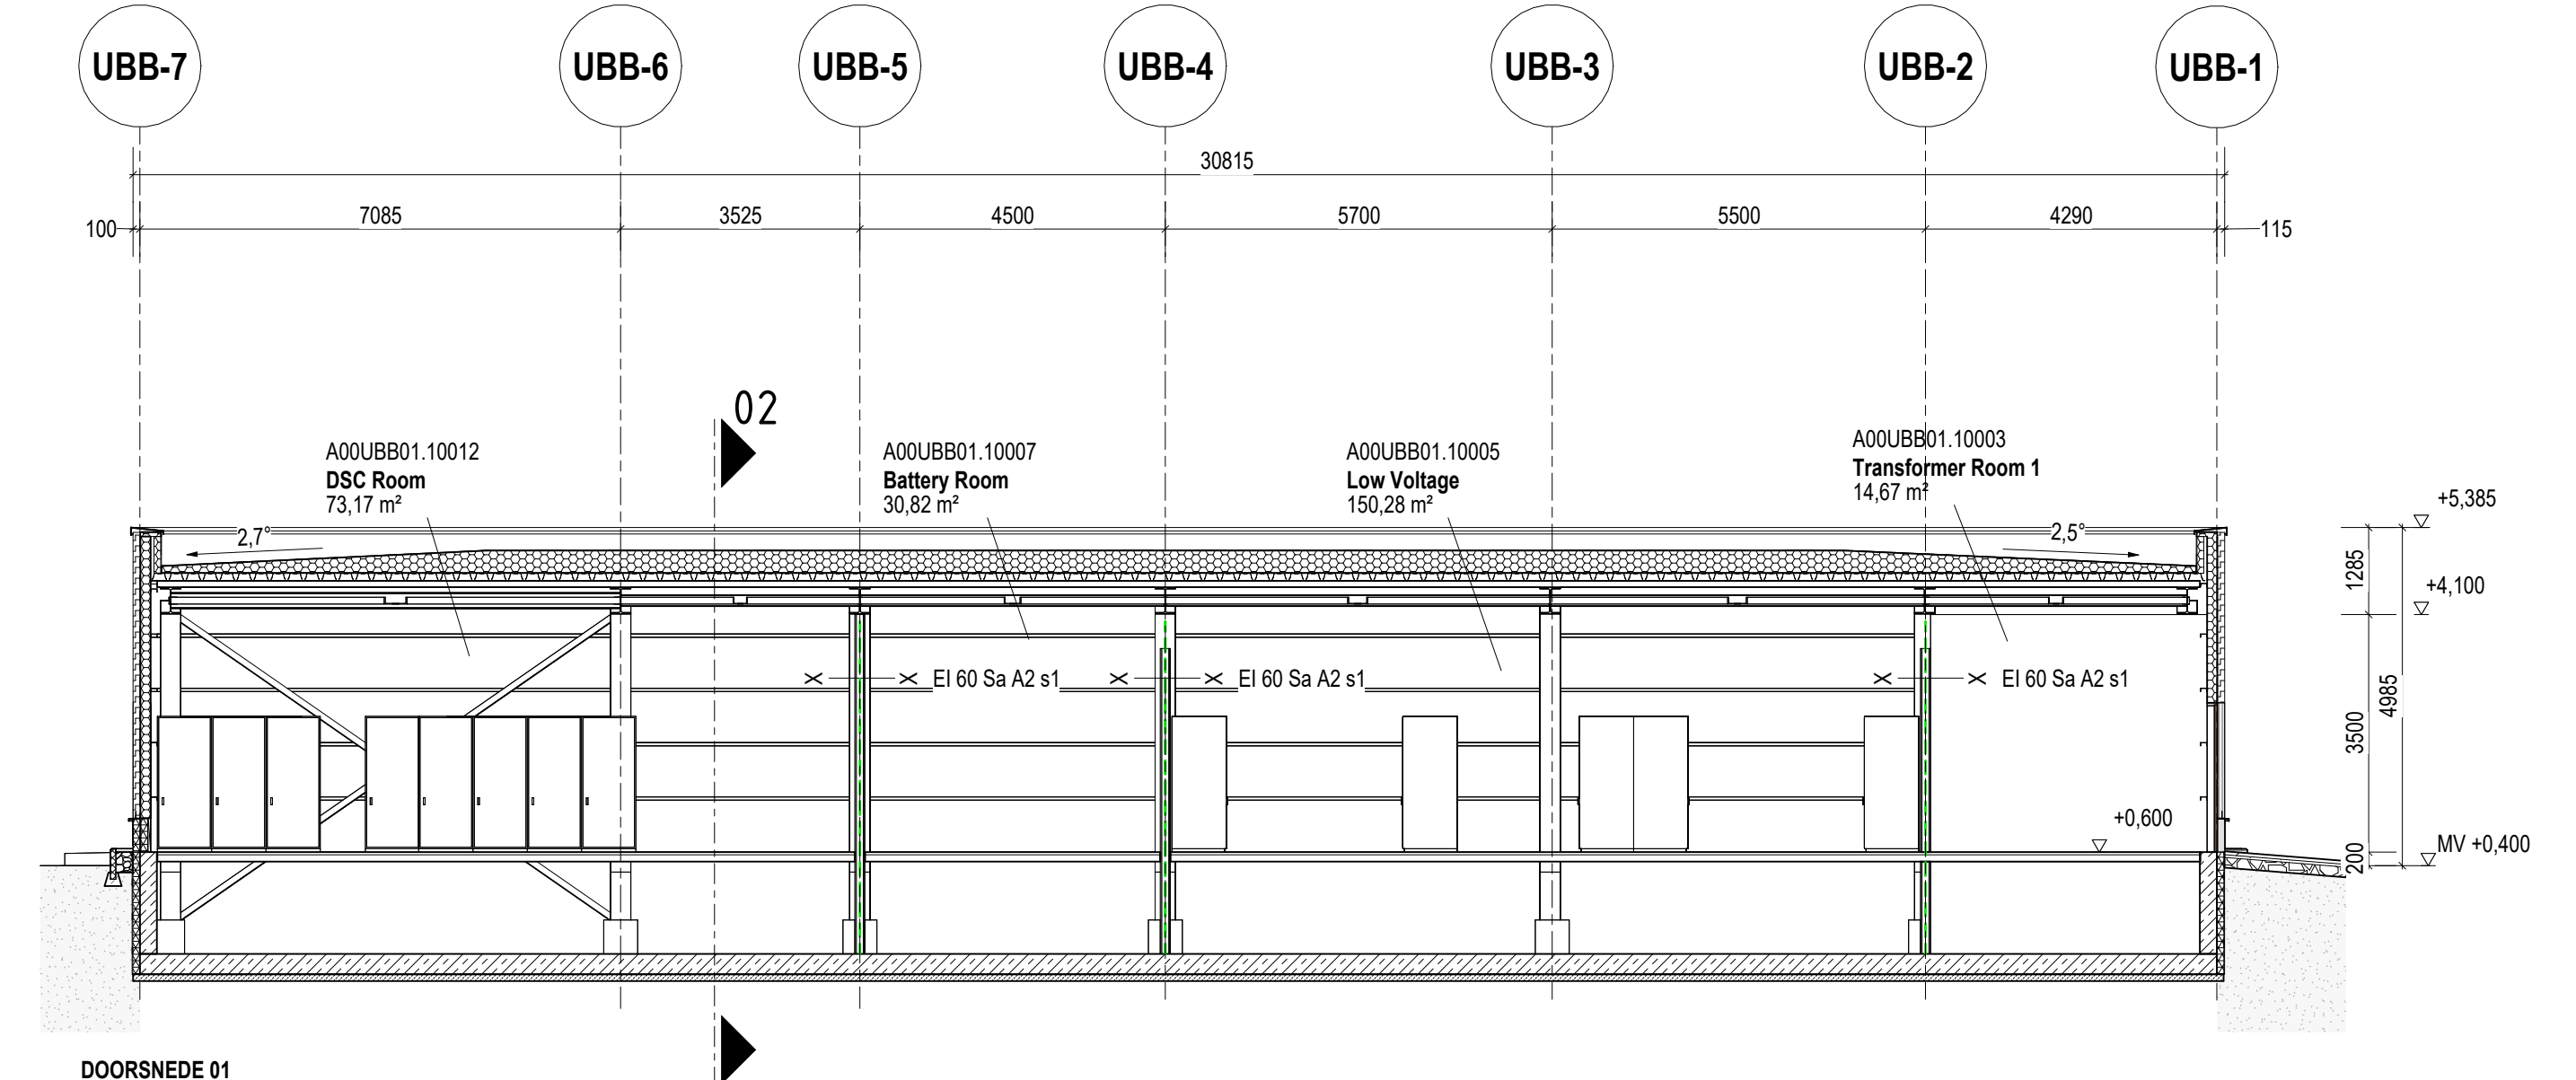 UBB-7 UBB-6 UBB-5 UBB-4 UBB-3 UBB-2 UBB-1
30815
100 7085 3525 4500 5700 5500 4290 115
02
A00UBB01.10012
DSC Room
73,17 m²
A00UBB01.10007
Battery Room
30,82 m²
A00UBB01.10005
Low Voltage
150,28 m²
A00UBB01.10003
Transformer Room 1
14,67 m²
2,7°
2,5°
+5,385
1285
+4,100
EI 60 Sa A2 s1
EI 60 Sa A2 s1
EI 60 Sa A2 s1
3500
4985
+0,600
200
MV +0,400
DOORSNEDE 01